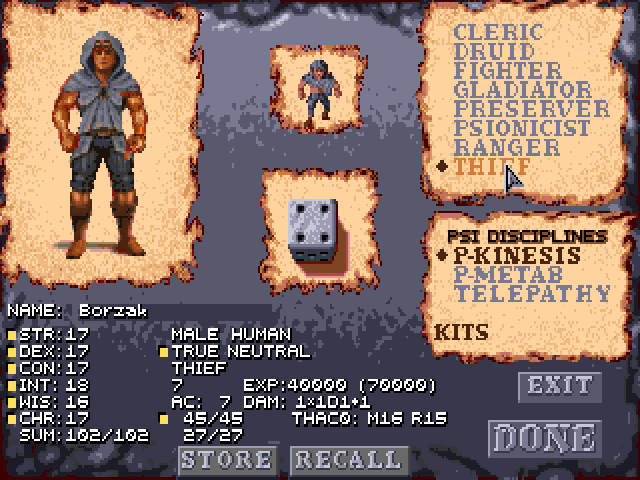 CLERIC
DRUID
FIGHTER
GLADIATOR
PRESERVER
PSIONICIST
RANGER
THIEF
PSI DISCIPLINES
P-KINESIS
P-METAB
TELEPATHY
KITS
NAME: Borzak
STR:17 MALE HUMAN
DEX:17 TRUE NEUTRAL
CON:17 THIEF
INT:18 7 EXP:40000 (70000)
WIS:16 AC: 7 DAM: 1x1D1+1
CHR:17 45/45 THAC0: M16 R15
SUM:102/102 27/27
EXIT
DONE
STORE RECALL